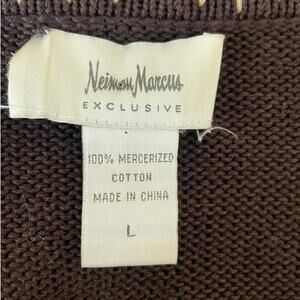 Neiman Marcus
EXCLUSIVE
100% MERCERIZED
COTTON
MADE IN CHINA
L